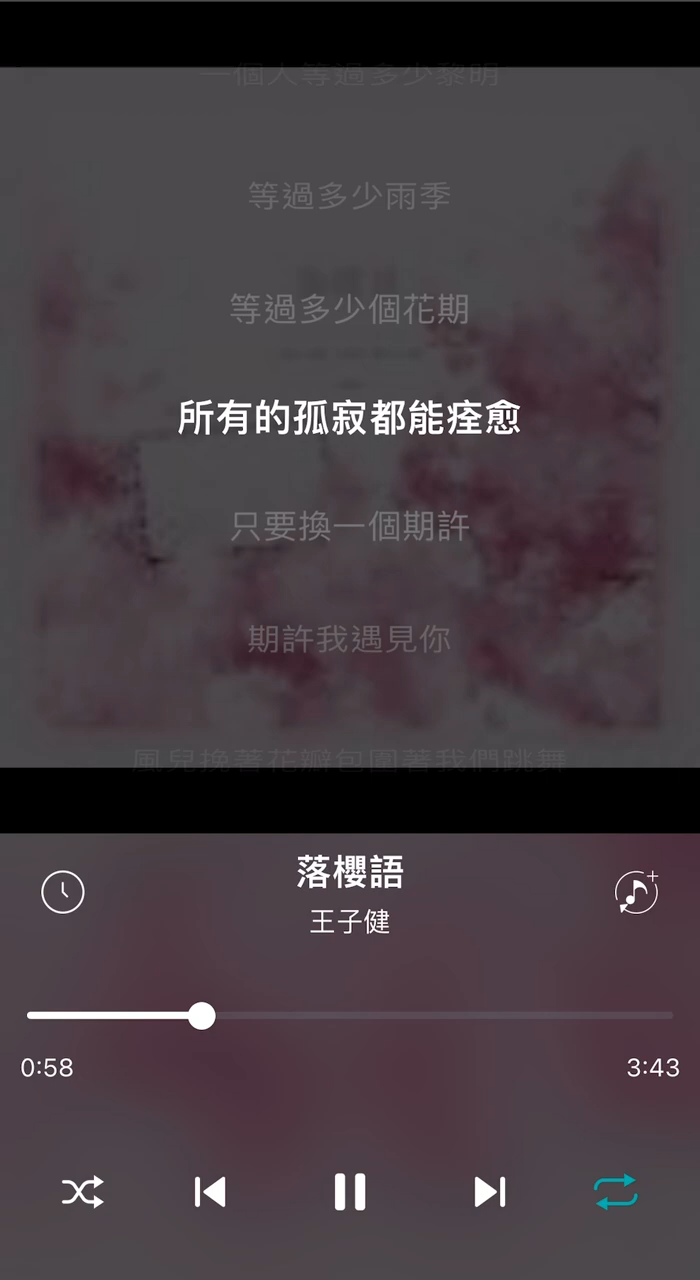 一個人等過多少黎明
等過多少雨季
等過多少個花期
所有的孤寂都能痊愈
只要換一個期許
期許我遇見你
風兒挽著花瓣包圍著我們跳舞
落櫻語
王子健
0:58
3:43